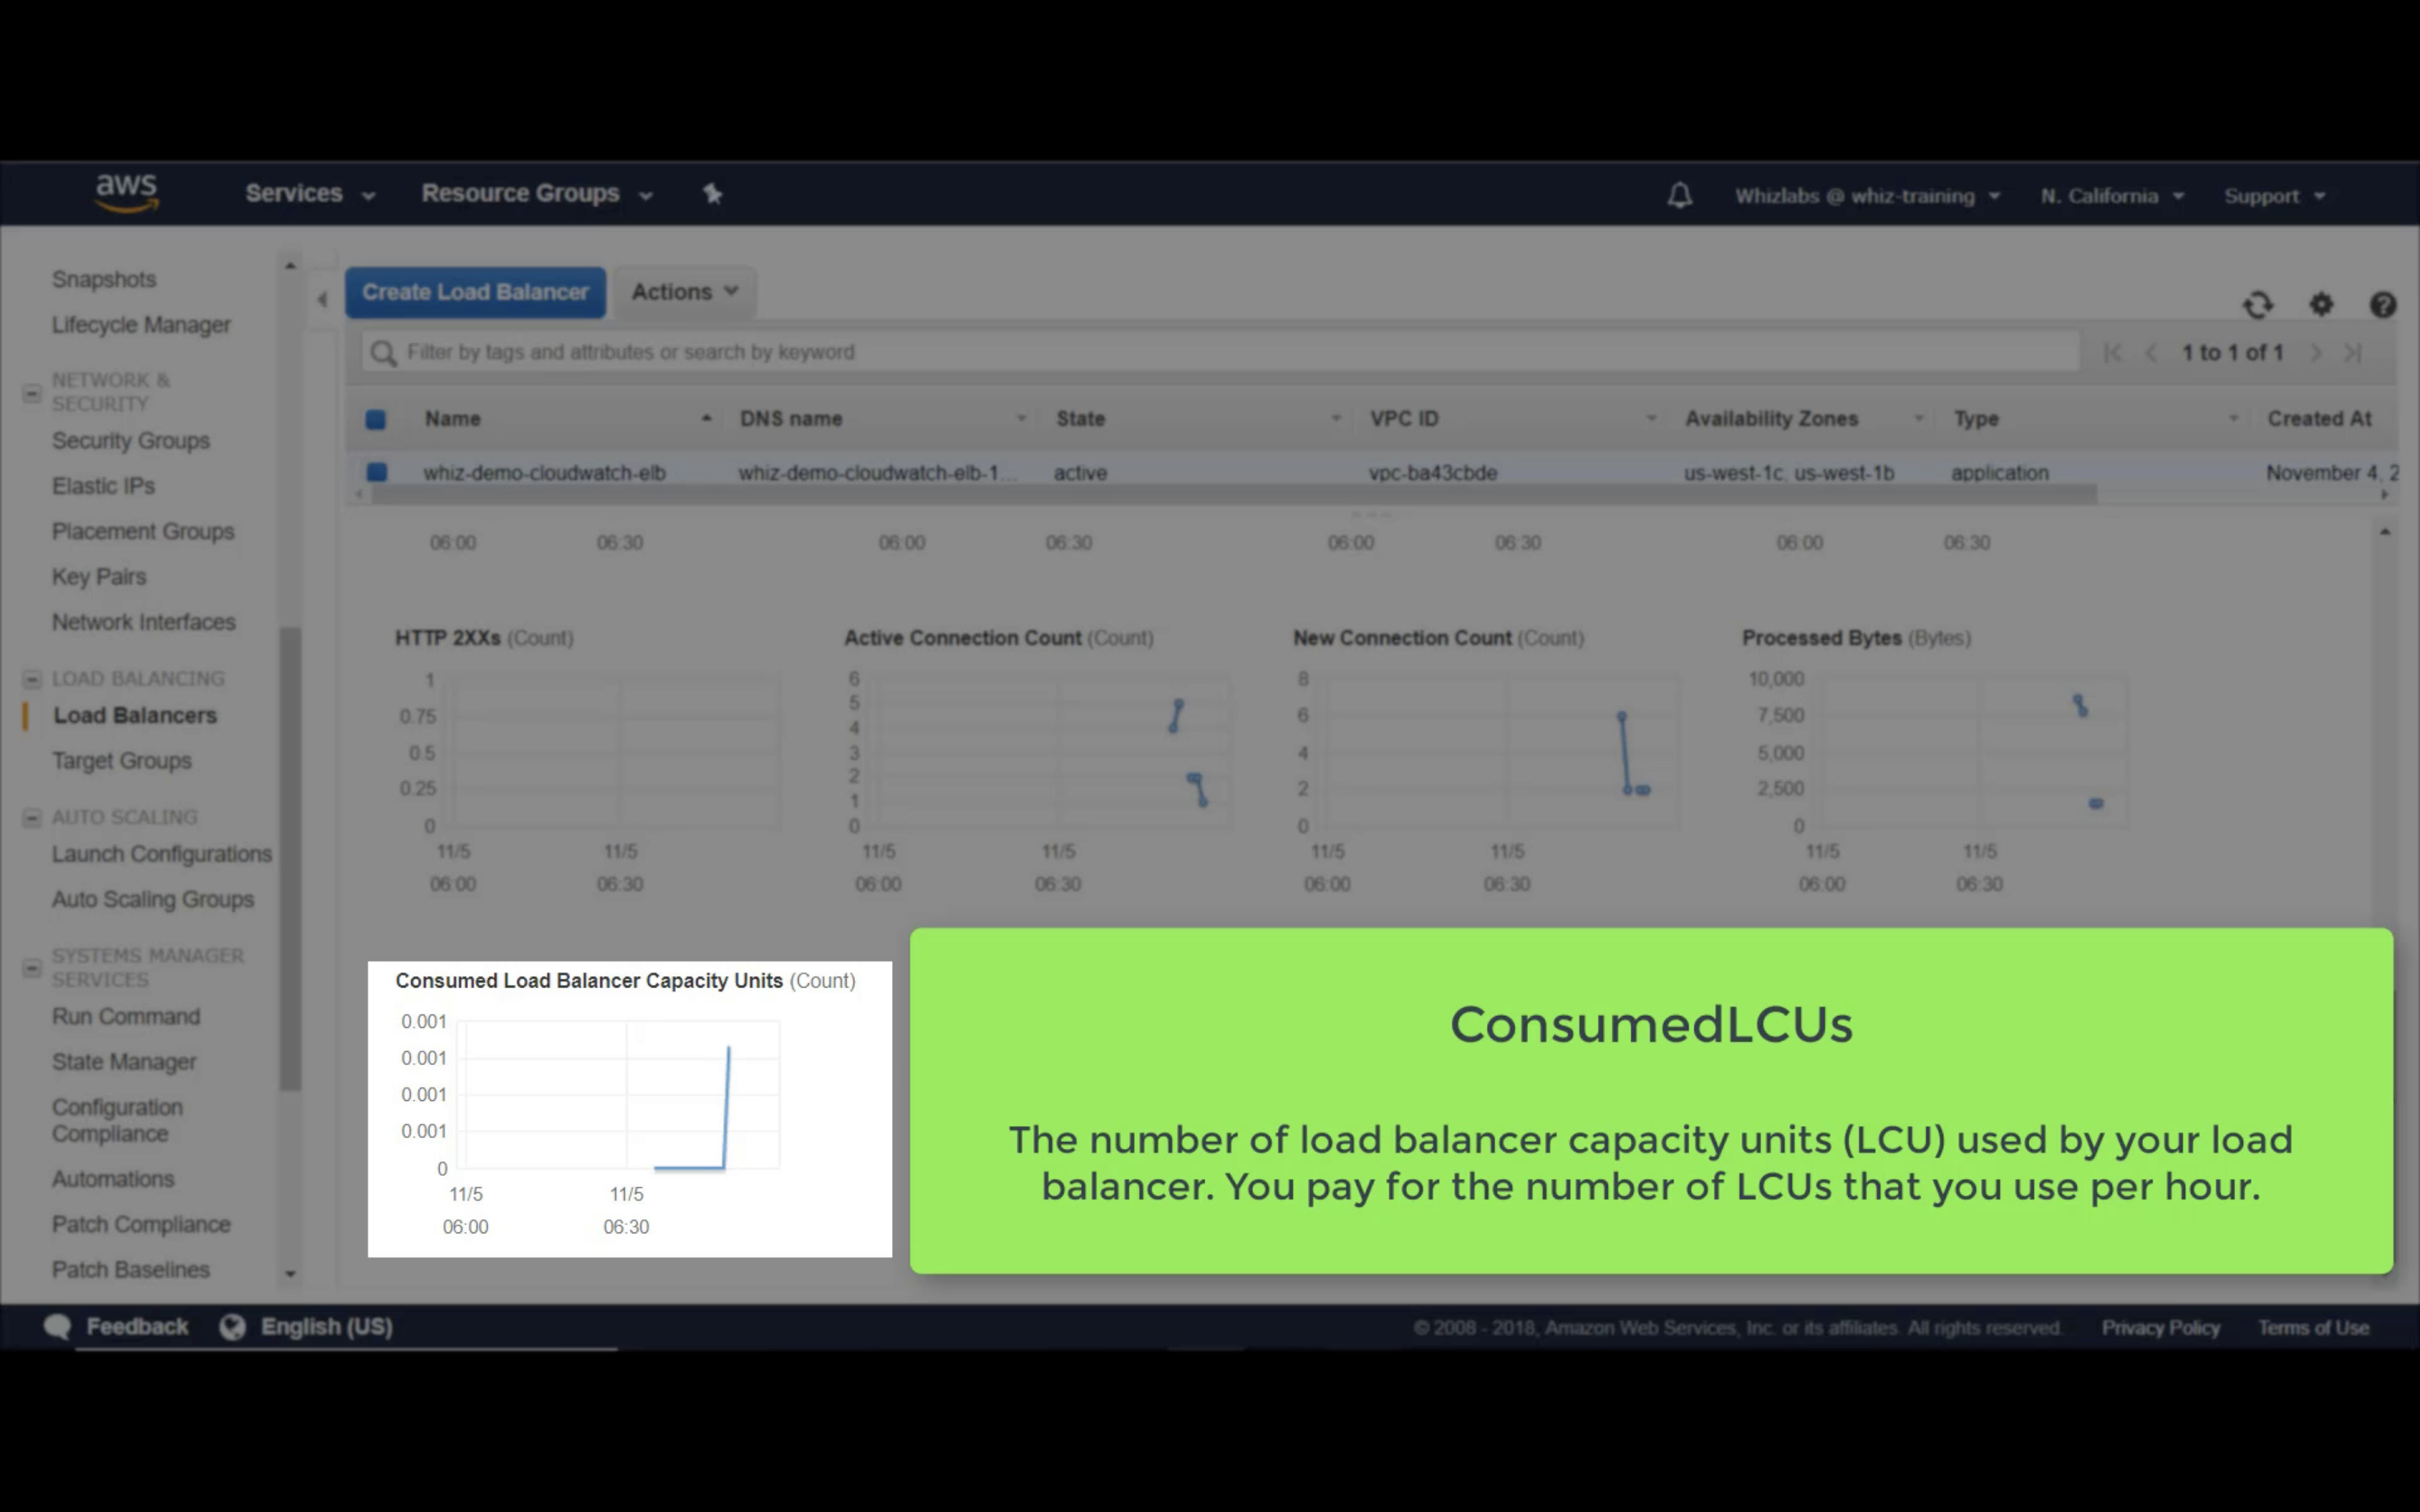 aws
Services
Resource Groups
Whizlabs @ whiz-training
N. California
Support
Snapshots
Lifecycle Manager
NETWORK &
SECURITY
Security Groups
Elastic IPs
Placement Groups
Key Pairs
Network Interfaces
LOAD BALANCING
Load Balancers
Target Groups
AUTO SCALING
Launch Configurations
Auto Scaling Groups
SYSTEMS MANAGER
SERVICES
Run Command
State Manager
Configuration
Compliance
Automations
Patch Compliance
Patch Baselines
Create Load Balancer
Actions
Filter by tags and attributes or search by keyword
1 to 1 of 1
Name DNS name State VPC ID Availability Zones Type Created At
whiz-demo-cloudwatch-elb whiz-demo-cloudwatch-elb-1... active vpc-ba43cbde us-west-1c, us-west-1b application November 4, 2
06:00 06:30 06:00 06:30 06:00 06:30 06:00 06:30
HTTP 2XXs (Count)
1
0.75
0.5
0.25
0
11/5 11/5
06:00 06:30
Active Connection Count (Count)
6
5
4
3
2
1
0
11/5 11/5
06:00 06:30
New Connection Count (Count)
8
6
4
2
0
11/5 11/5
06:00 06:30
Processed Bytes (Bytes)
10,000
7,500
5,000
2,500
0
11/5 11/5
06:00 06:30
Consumed Load Balancer Capacity Units (Count)
0.001
0.001
0.001
0.001
0
11/5 11/5
06:00 06:30
ConsumedLCUs
The number of load balancer capacity units (LCU) used by your load
balancer. You pay for the number of LCUs that you use per hour.
Feedback
English (US)
© 2008 - 2018, Amazon Web Services, Inc. or its affiliates. All rights reserved.
Privacy Policy
Terms of Use